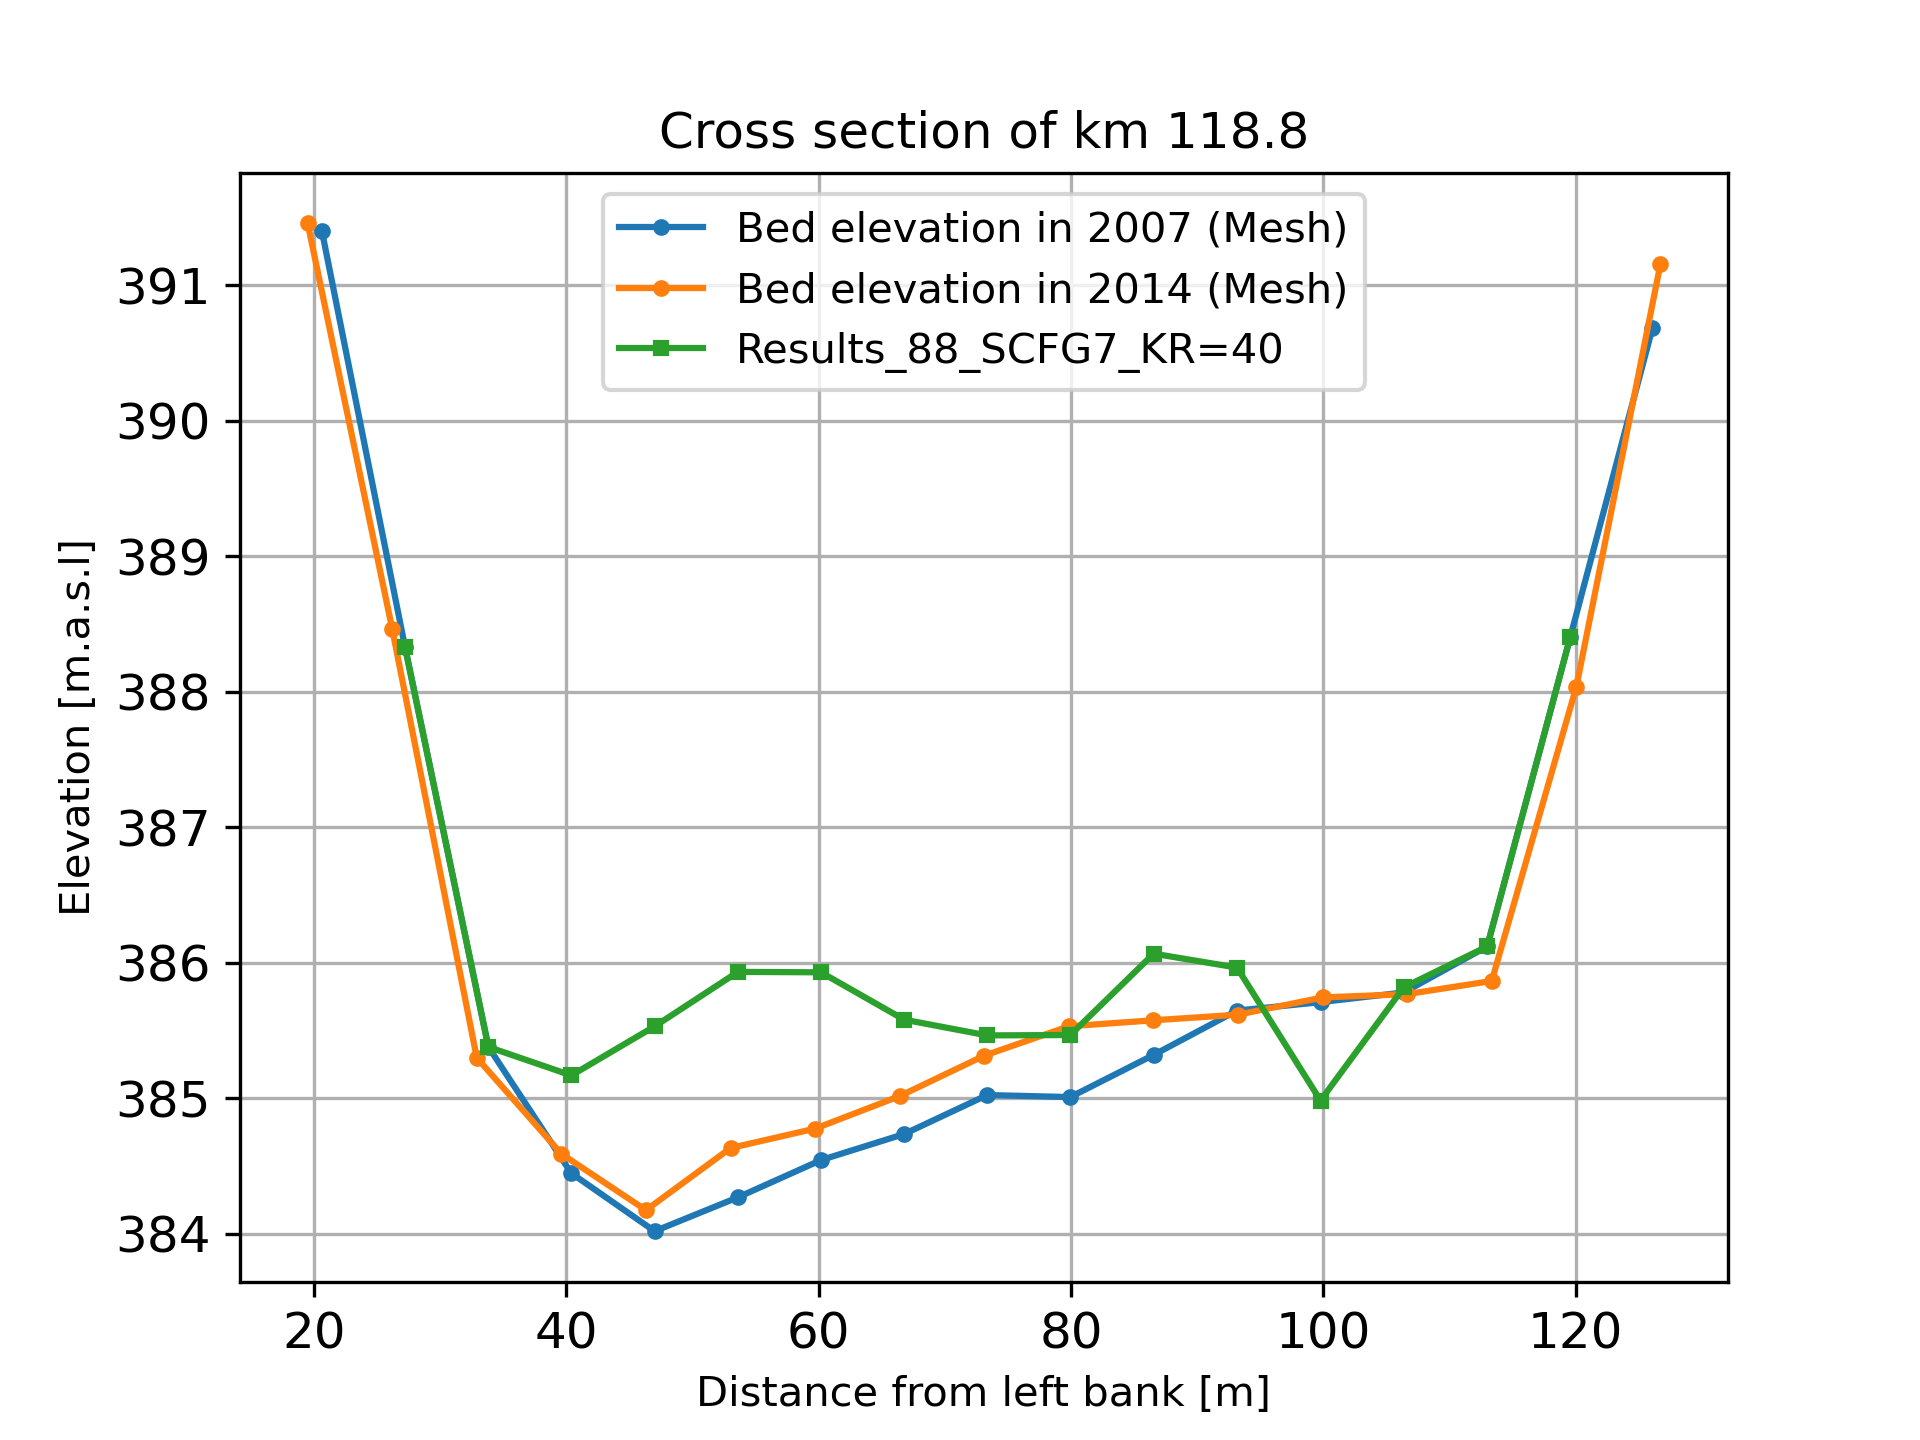 Cross section of km 118.8
Bed elevation in 2007 (Mesh)
Bed elevation in 2014 (Mesh)
Results_88_SCFG7_KR=40
Elevation [m.a.s.l]
391
390
389
388
387
386
385
384
20 40 60 80 100 120
Distance from left bank [m]